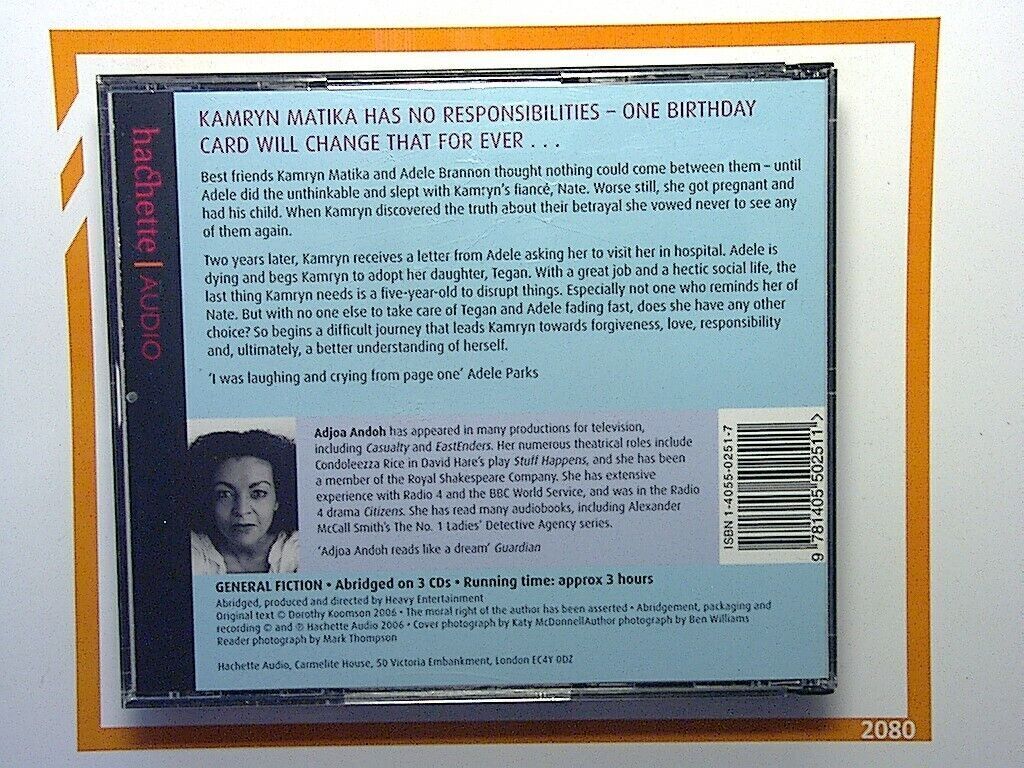 hachette | AUDIO
KAMRYN MATIKA HAS NO RESPONSIBILITIES – ONE BIRTHDAY
CARD WILL CHANGE THAT FOR EVER . . .
Best friends Kamryn Matika and Adele Brannon thought nothing could come between them – until
Adele did the unthinkable and slept with Kamryn's fiancé, Nate. Worse still, she got pregnant and
had his child. When Kamryn discovered the truth about their betrayal she vowed never to see any
of them again.
Two years later, Kamryn receives a letter from Adele asking her to visit her in hospital. Adele is
dying and begs Kamryn to adopt her daughter, Tegan. With a great job and a hectic social life, the
last thing Kamryn needs is a five-year-old to disrupt things. Especially not one who reminds her of
Nate. But with no one else to take care of Tegan and Adele fading fast, does she have any other
choice? So begins a difficult journey that leads Kamryn towards forgiveness, love, responsibility
and, ultimately, a better understanding of herself.
'I was laughing and crying from page one' Adele Parks
Adjoa Andoh has appeared in many productions for television,
including Casualty and EastEnders. Her numerous theatrical roles include
Condoleezza Rice in David Hare's play Stuff Happens, and she has been
a member of the Royal Shakespeare Company. She has extensive
experience with Radio 4 and the BBC World Service, and was in the Radio
4 drama Citizens. She has read many audiobooks, including Alexander
McCall Smith's The No. 1 Ladies' Detective Agency series.
'Adjoa Andoh reads like a dream' Guardian
ISBN 1-4055-0251-7
9 781405 502511 >
GENERAL FICTION • Abridged on 3 CDs • Running time: approx 3 hours
Abridged, produced and directed by Heavy Entertainment
Original text © Dorothy Koomson 2006 • The moral right of the author has been asserted • Abridgement, packaging and
recording © and ℗ Hachette Audio 2006 • Cover photograph by Katy McDonnellAuthor photograph by Ben Williams
Reader photograph by Mark Thompson
Hachette Audio, Carmelite House, 50 Victoria Embankment, London EC4Y 0DZ
2080